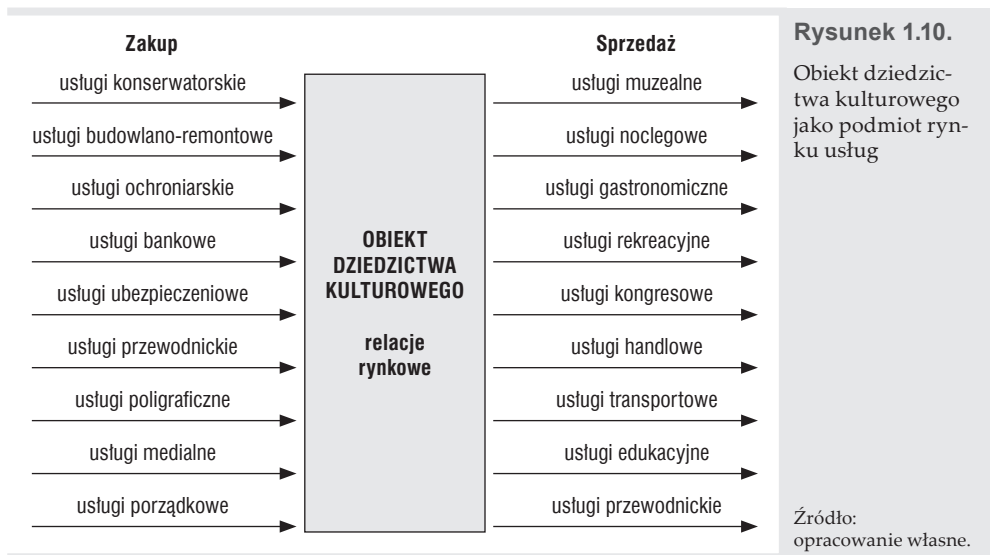 Zakup
usługi konserwatorskie
usługi budowlano-remontowe
usługi ochroniarskie
usługi bankowe
usługi ubezpieczeniowe
usługi przewodnickie
usługi poligraficzne
usługi medialne
usługi porządkowe
OBIEKT
DZIEDZICTWA
KULTUROWEGO
relacje
rynkowe
Sprzedaż
usługi muzealne
usługi noclegowe
usługi gastronomiczne
usługi rekreacyjne
usługi kongresowe
usługi handlowe
usługi transportowe
usługi edukacyjne
usługi przewodnickie
Rysunek 1.10.
Obiekt dziedzic-
twa kulturowego
jako podmiot ryn-
ku usług
Źródło:
opracowanie własne.